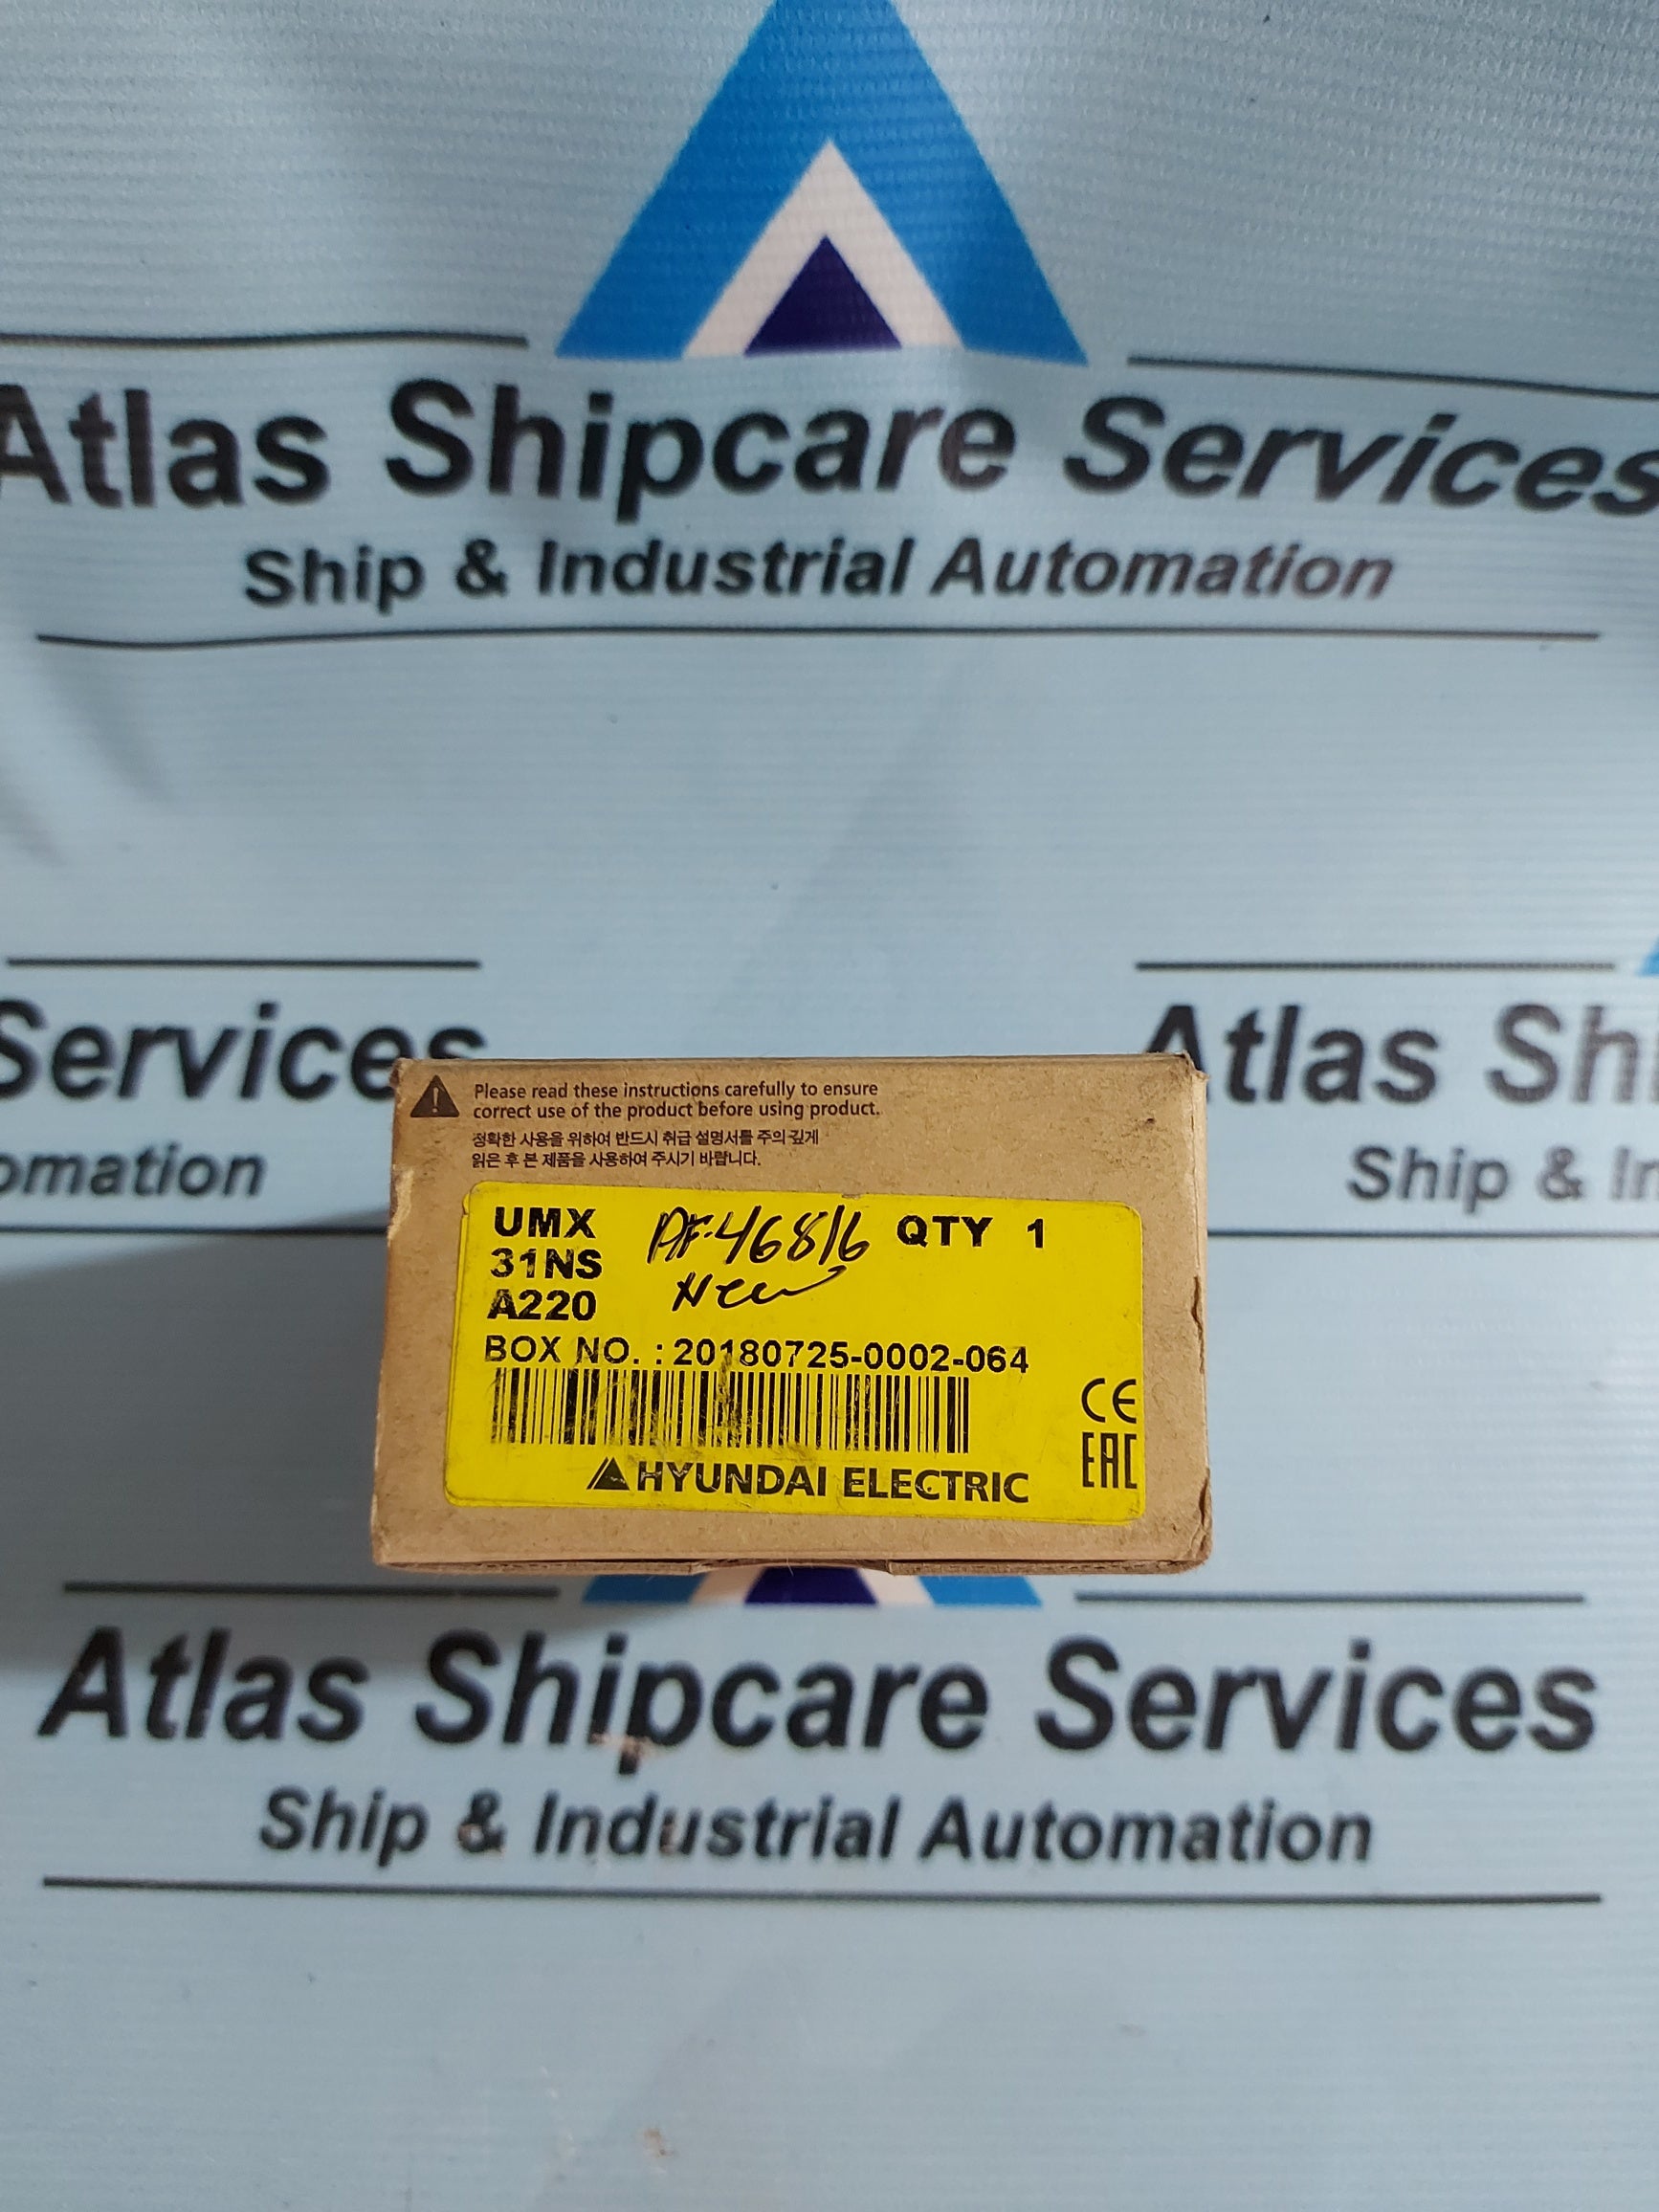 Atlas Shipcare Services
Ship & Industrial Automation
Services
omation
Atlas Shi
Ship & In
Please read these instructions carefully to ensure
correct use of the product before using product.
정확한 사용을 위하여 반드시 취급 설명서를 주의 깊게
읽은 후 본 제품을 사용하여 주시기 바랍니다.
UMX AF-46816 QTY 1
31NS New
A220
BOX NO. : 20180725-0002-064
CE
EAC
HYUNDAI ELECTRIC
Atlas Shipcare Services
Ship & Industrial Automation